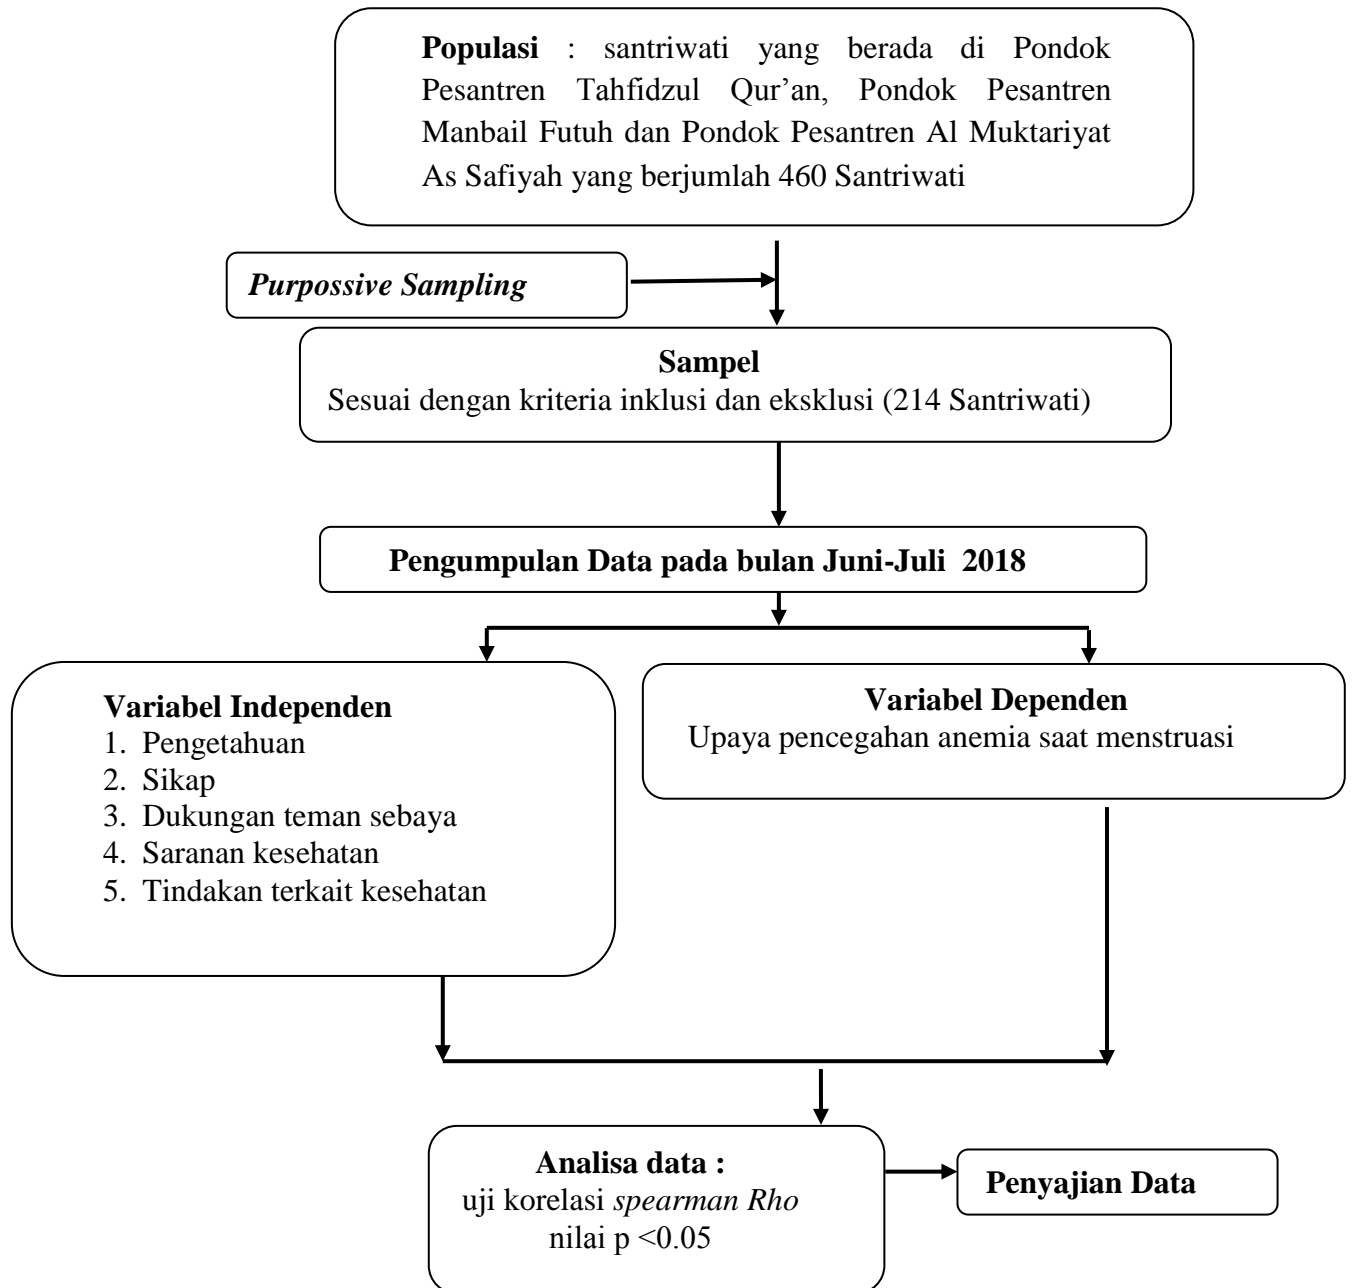 Populasi : santriwati yang berada di Pondok
Pesantren Tahfidzul Qur’an, Pondok Pesantren
Manbail Futuh dan Pondok Pesantren Al Muktariyat
As Safiyah yang berjumlah 460 Santriwati
Purpossive Sampling
Sampel
Sesuai dengan kriteria inklusi dan eksklusi (214 Santriwati)
Pengumpulan Data pada bulan Juni-Juli 2018
Variabel Independen
1. Pengetahuan
2. Sikap
3. Dukungan teman sebaya
4. Saranan kesehatan
5. Tindakan terkait kesehatan
Variabel Dependen
Upaya pencegahan anemia saat menstruasi
Analisa data :
uji korelasi spearman Rho
nilai p <0.05
Penyajian Data